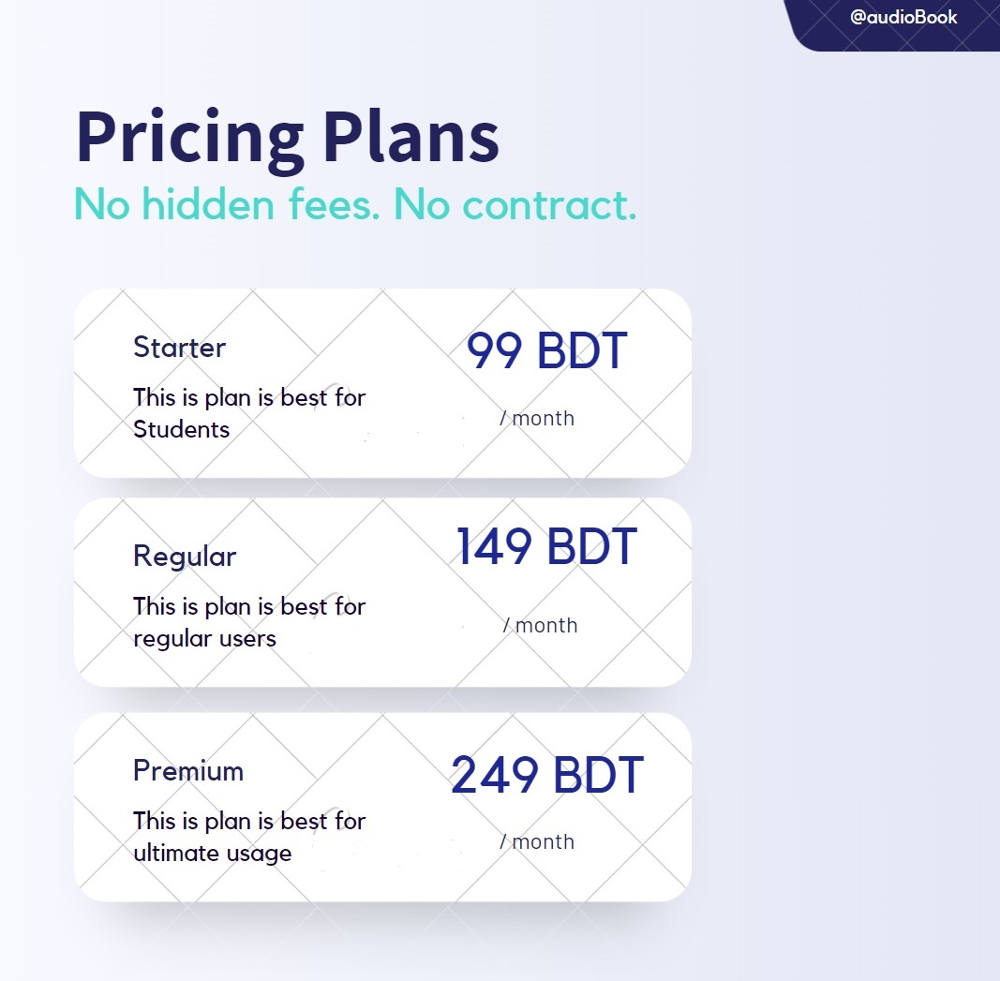 @audioBook
Pricing Plans
No hidden fees. No contract.
Starter
This is plan is best for
Students
99 BDT
/ month
Regular
This is plan is best for
regular users
149 BDT
/ month
Premium
This is plan is best for
ultimate usage
249 BDT
/ month